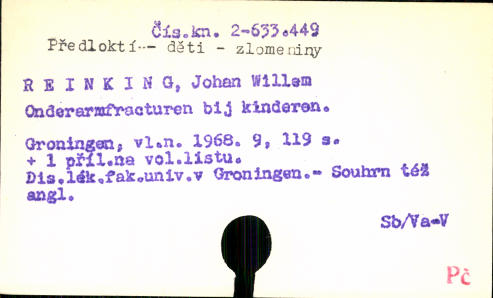 Čís.kn. 2-633.449
Předloktí - děti - zlomeniny
R E I N K I N G, Johan Willem
Onderarmfracturen bij kinderen.
Groningen, vl.n. 1968. 9, 119 s.
+ 1 příl.na vol.listu.
Dis.lék.fak.univ.v Groningen.- Souhrn též
angl.
Sb/Va-V
Pč